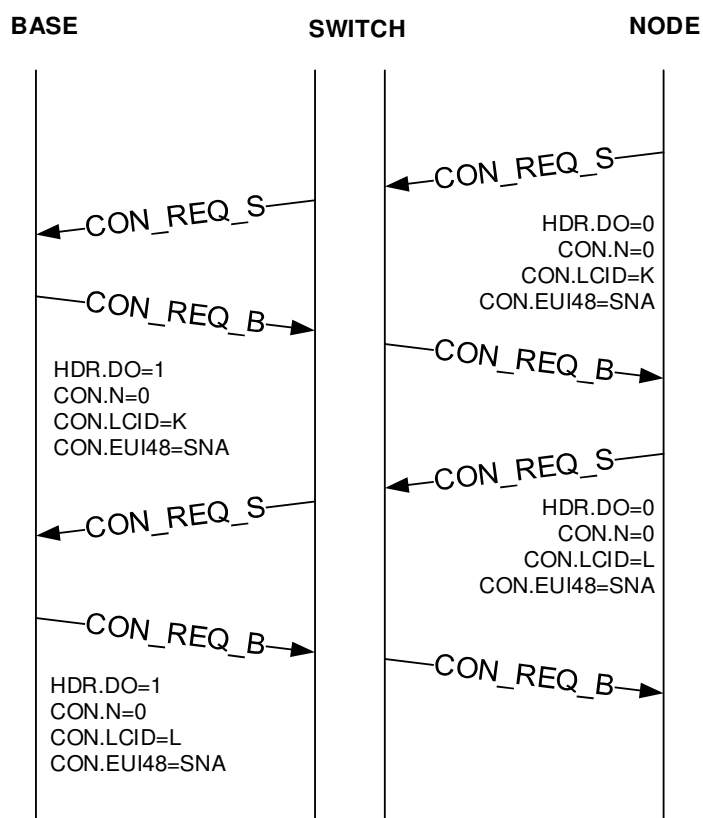 BASE SWITCH NODE
CON_REQ_S
CON_REQ_S
HDR.DO=0
CON.N=0
CON.LCID=K
CON.EUI48=SNA
CON_REQ_B
CON_REQ_B
HDR.DO=1
CON.N=0
CON.LCID=K
CON.EUI48=SNA
CON_REQ_S
CON_REQ_S
HDR.DO=0
CON.N=0
CON.LCID=L
CON.EUI48=SNA
CON_REQ_B
CON_REQ_B
HDR.DO=1
CON.N=0
CON.LCID=L
CON.EUI48=SNA